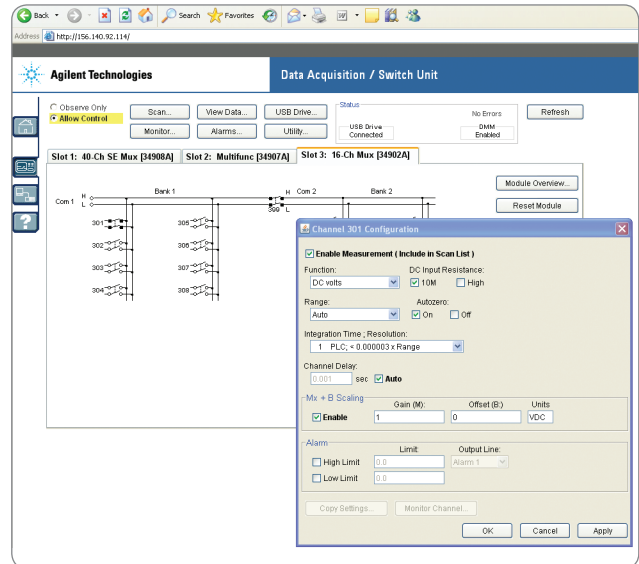 Back Search Favorites
Address http://156.140.92.114/
Agilent Technologies Data Acquisition / Switch Unit
Observe Only
Allow Control
Scan... View Data... USB Drive...
Monitor... Alarms... Utility...
Status
No Errors
USB Drive
Connected
DMM
Enabled
Refresh
Slot 1: 40-Ch SE Mux [34908A] Slot 2: Multifunc [34907A] Slot 3: 16-Ch Mux [34902A]
Module Overview...
Reset Module
Com 1 H L Bank 1 H L Com 2 Bank 2
399
301 305
302 306
303 307
304 308
Channel 301 Configuration
Enable Measurement ( Include in Scan List )
Function: DC Input Resistance:
DC volts 10M High
Range: Autozero:
Auto On Off
Integration Time ; Resolution:
1 PLC; < 0.000003 x Range
Channel Delay:
0.001 sec Auto
Mx + B Scaling
Gain (M): Offset (B:) Units
Enable 1 0 VDC
Alarm
Limit: Output Line:
High Limit 0.0 Alarm 1
Low Limit 0.0
Copy Settings... Monitor Channel...
OK Cancel Apply